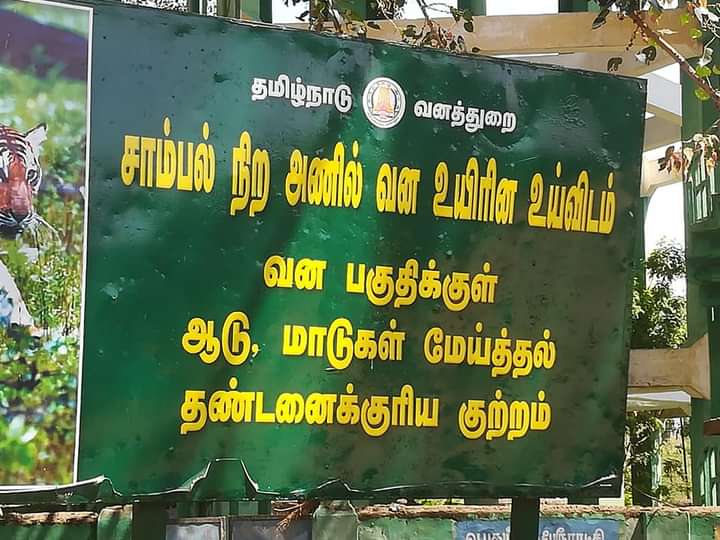 தமிழ்நாடு வனத்துறை
சாம்பல் நிற அணில் வன உயிரின உய்விடம்
வன பகுதிக்குள்
ஆடு, மாடுகள் மேய்த்தல்
தண்டனைக்குரிய குற்றம்